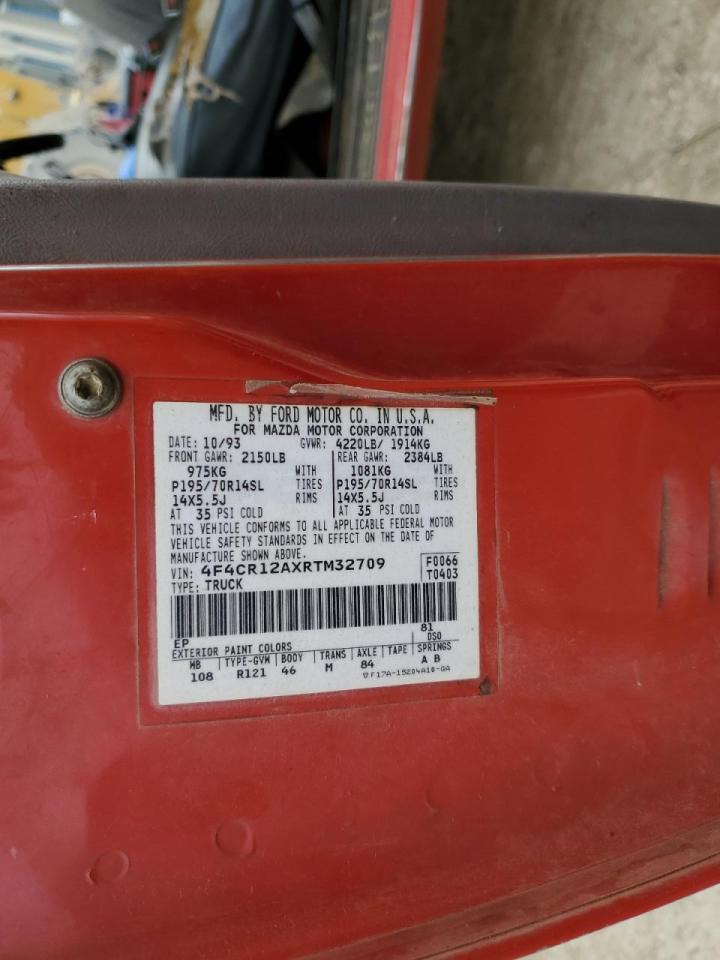 MFD. BY FORD MOTOR CO. IN U.S.A.
FOR MAZDA MOTOR CORPORATION
DATE: 10/93 GVWR: 4220LB/ 1914KG
FRONT GAWR: 2150LB REAR GAWR: 2384LB
975KG WITH 1081KG WITH
P195/70R14SL TIRES P195/70R14SL TIRES
14X5.5J RIMS 14X5.5J RIMS
AT 35 PSI COLD AT 35 PSI COLD
THIS VEHICLE CONFORMS TO ALL APPLICABLE FEDERAL MOTOR
VEHICLE SAFETY STANDARDS IN EFFECT ON THE DATE OF
MANUFACTURE SHOWN ABOVE.
VIN: 4F4CR12AXRTM32709 F0066
TYPE: TRUCK T0403
EP 81
EXTERIOR PAINT COLORS DSO
WB TYPE-GVM BODY TRANS AXLE TAPE SPRINGS
108 R121 46 M 84 A B
F17A-15204A10-GA